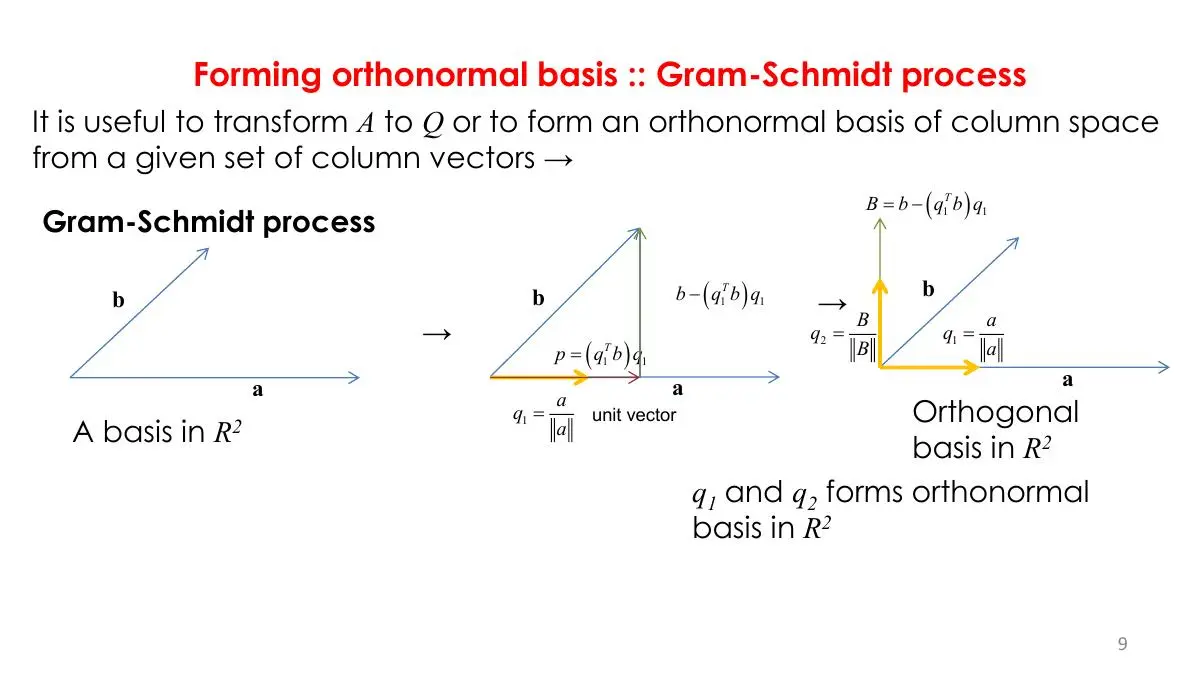 Forming orthonormal basis :: Gram-Schmidt process
It is useful to transform A to Q or to form an orthonormal basis of column space
from a given set of column vectors →
Gram-Schmidt process
b
a
A basis in R²
→
b
b − (q₁ᵀb)q₁
p = (q₁ᵀb)q₁
a
q₁ = a / ‖a‖ unit vector
→
B = b − (q₁ᵀb)q₁
b
q₂ = B / ‖B‖
q₁ = a / ‖a‖
a
Orthogonal
basis in R²
q₁ and q₂ forms orthonormal
basis in R²
9